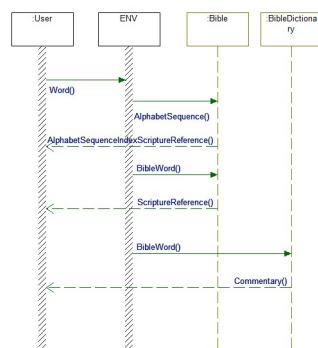 :User
ENV
:Bible
:BibleDictiona
ry
Word()
AlphabetSequence()
AlphabetSequenceIndexScriptureReference()
BibleWord()
ScriptureReference()
BibleWord()
Commentary()